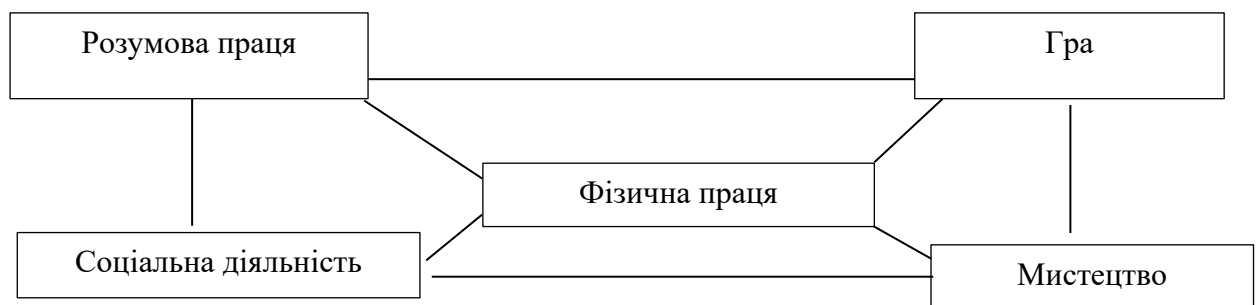 Розумова праця
Гра
Фізична праця
Соціальна діяльність
Мистецтво